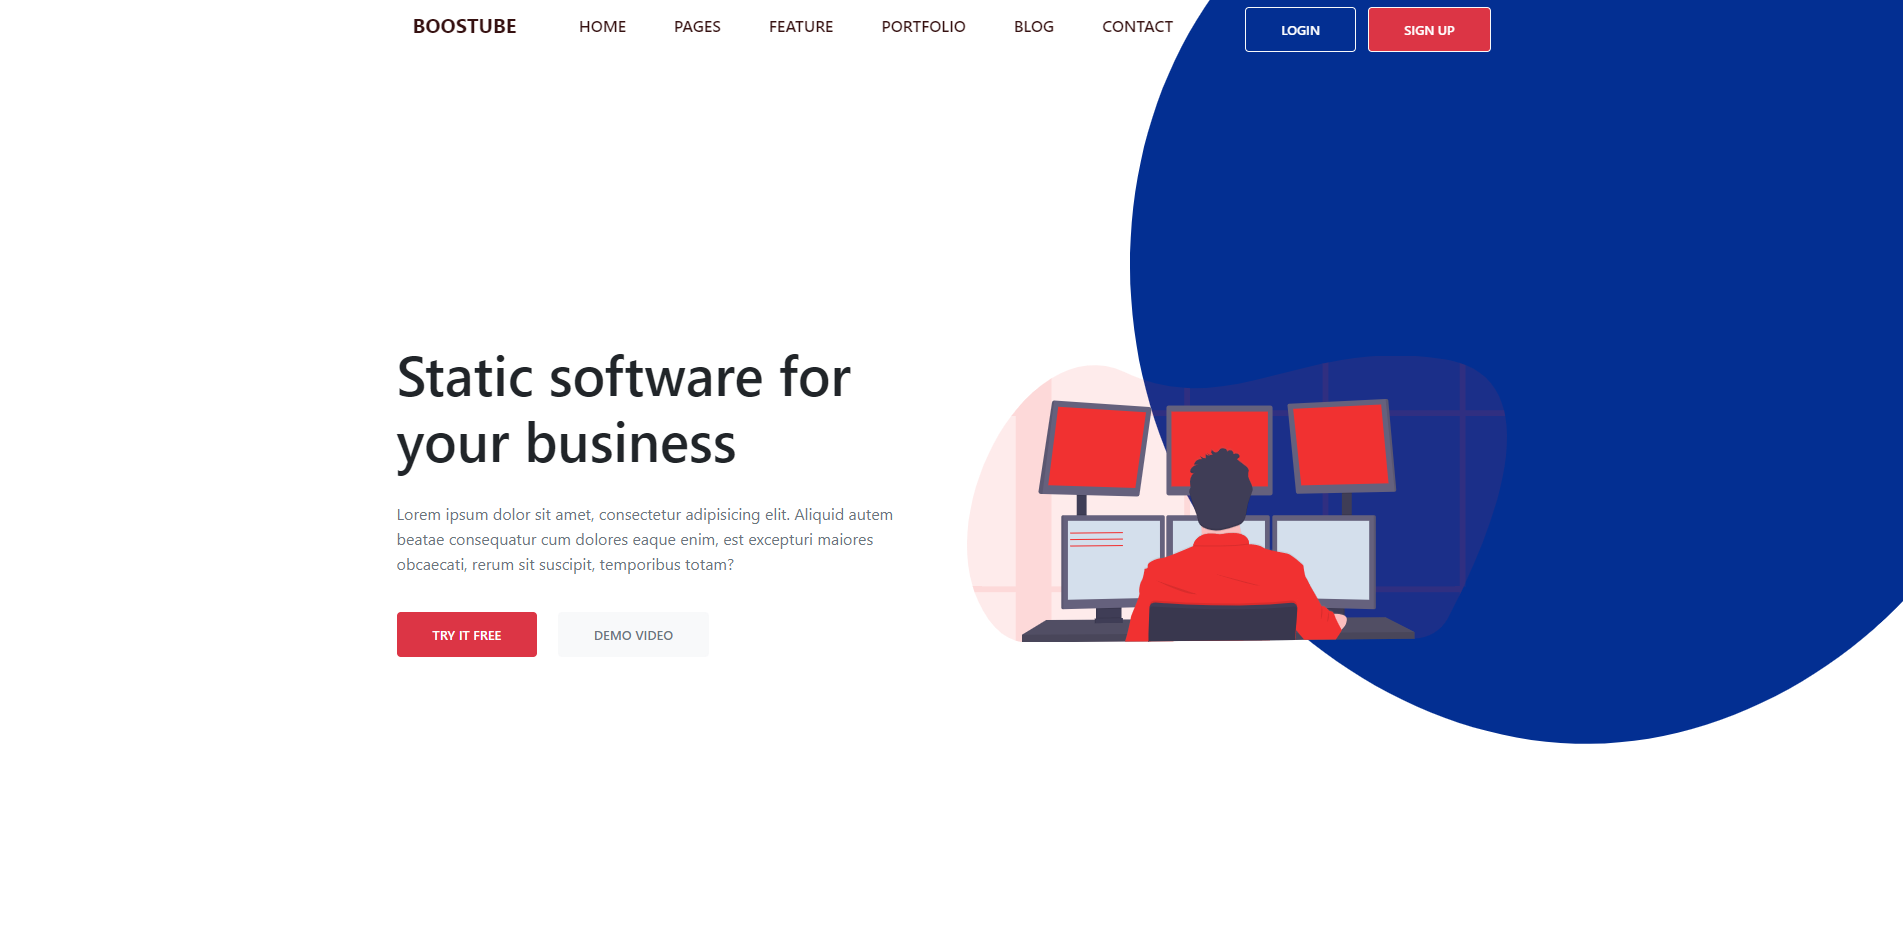 BOOSTUBE
HOME
PAGES
FEATURE
PORTFOLIO
BLOG
CONTACT
LOGIN
SIGN UP
Static software for
your business
Lorem ipsum dolor sit amet, consectetur adipisicing elit. Aliquid autem
beatae consequatur cum dolores eaque enim, est excepturi maiores
obcaecati, rerum sit suscipit, temporibus totam?
TRY IT FREE
DEMO VIDEO